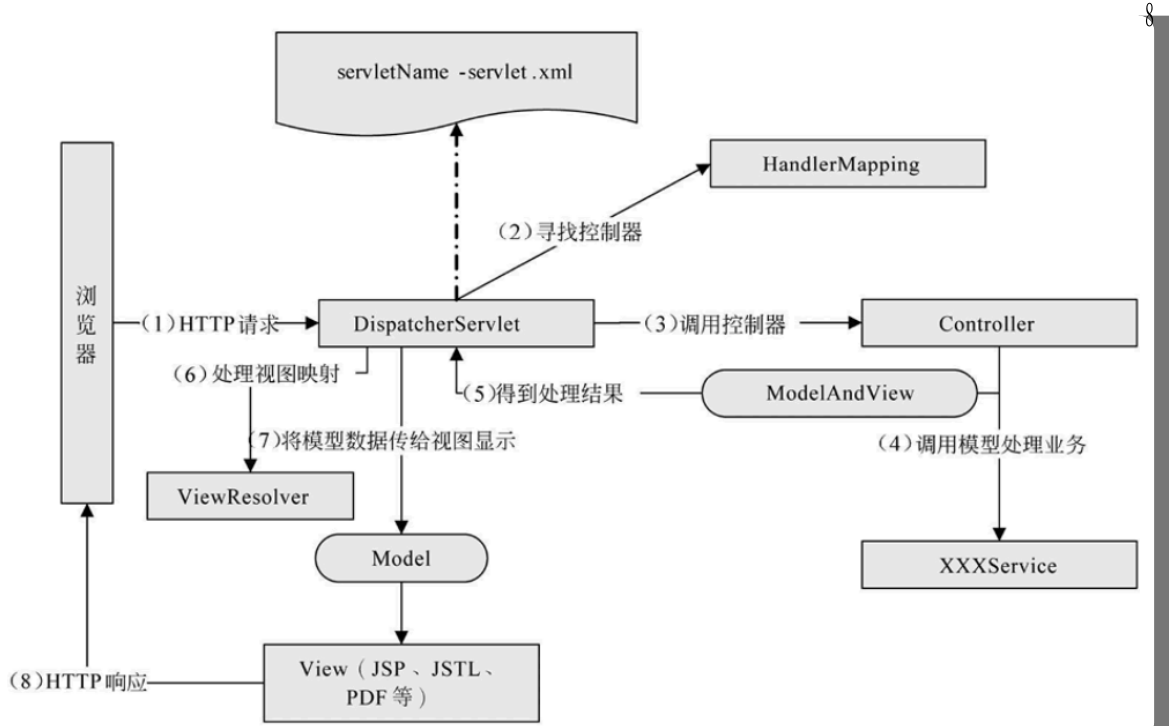 servletName -servlet.xml
HandlerMapping
(2)寻找控制器
浏
览
器
(1)HTTP请求
DispatcherServlet
(3)调用控制器
Controller
(6)处理视图映射
(5)得到处理结果
ModelAndView
(7)将模型数据传给视图显示
(4)调用模型处理业务
ViewResolver
Model
XXXService
(8)HTTP响应
View(JSP、JSTL、
PDF等)